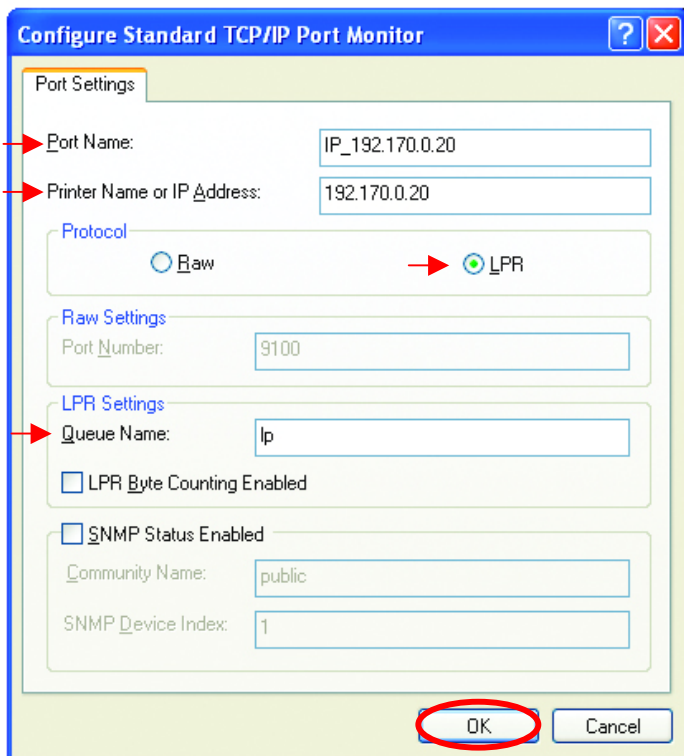 Configure Standard TCP/IP Port Monitor
Port Settings
Port Name: IP_192.170.0.20
Printer Name or IP Address: 192.170.0.20
Protocol
Raw LPR
Raw Settings
Port Number: 9100
LPR Settings
Queue Name: lp
LPR Byte Counting Enabled
SNMP Status Enabled
Community Name: public
SNMP Device Index: 1
OK Cancel